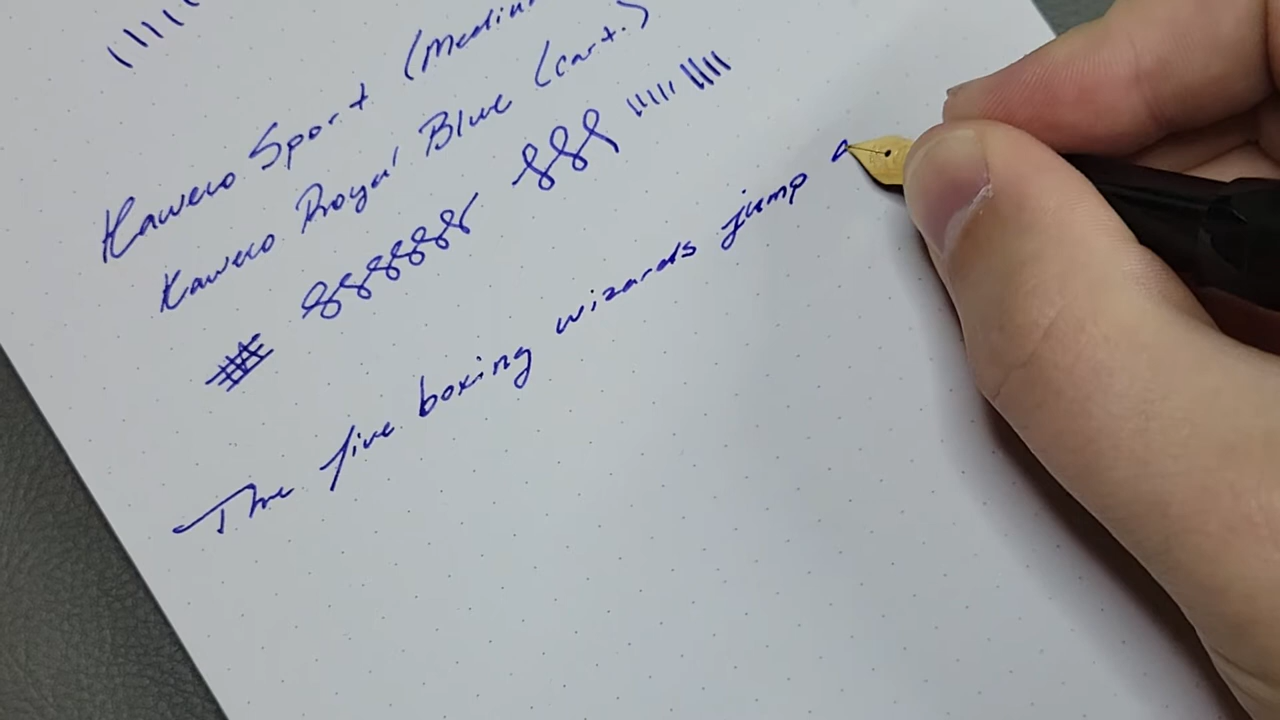 Kaweco Sport (Medium
Kaweco Royal Blue (cart.)
The five boxing wizards jump